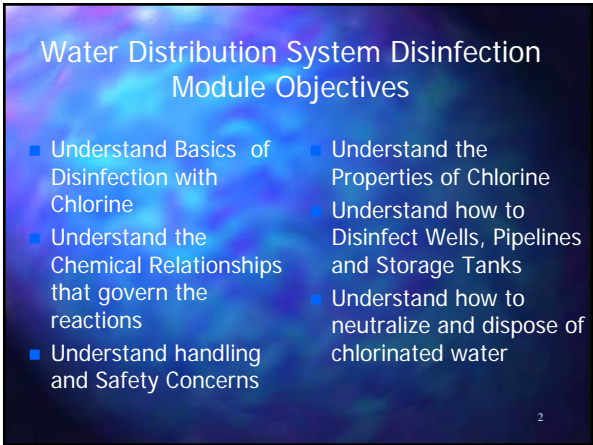 Water Distribution System Disinfection
Module Objectives
Understand Basics of
Disinfection with
Chlorine
Understand the
Chemical Relationships
that govern the
reactions
Understand handling
and Safety Concerns
Understand the
Properties of Chlorine
Understand how to
Disinfect Wells, Pipelines
and Storage Tanks
Understand how to
neutralize and dispose of
chlorinated water
2